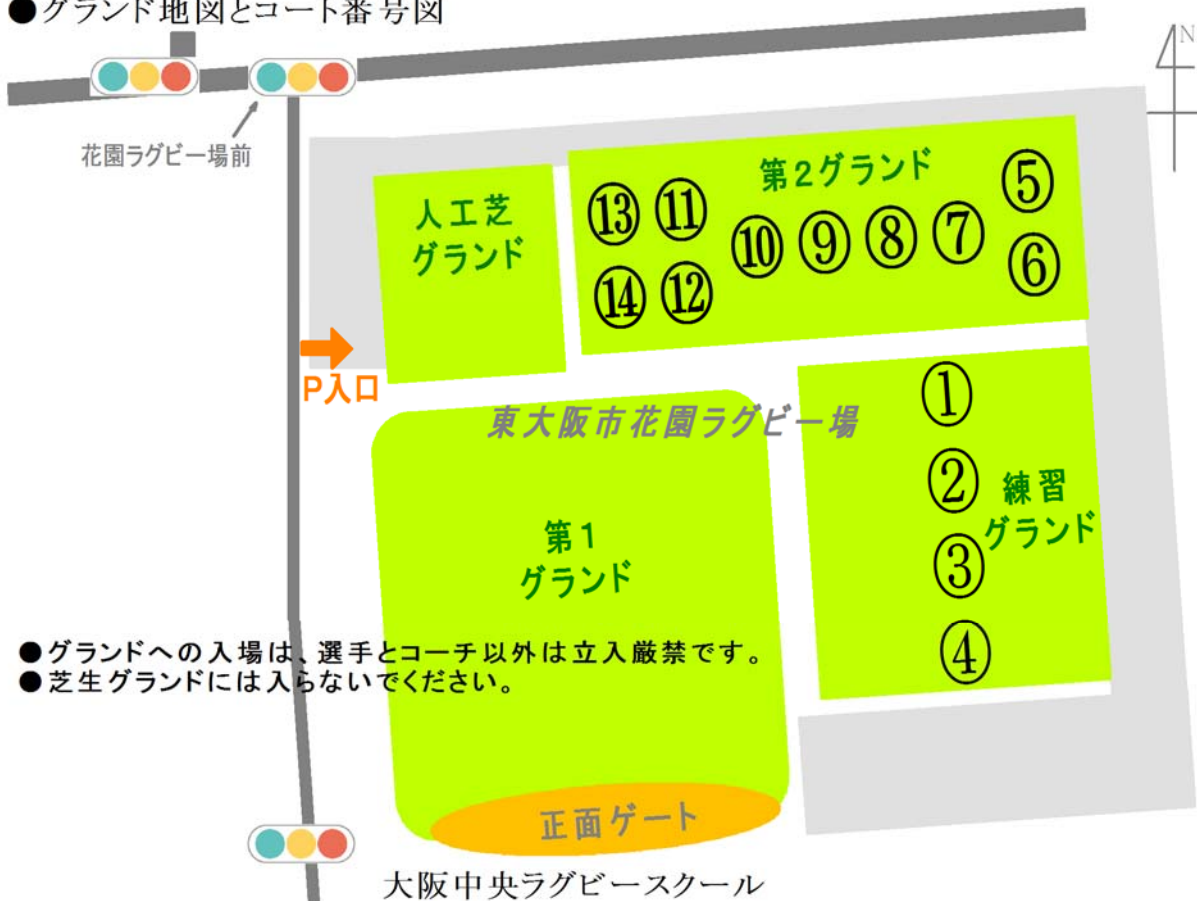 ●グランド地図とコート番号図
N
花園ラグビー場前
人工芝
グランド
第2グランド
⑬ ⑪ ⑩ ⑨ ⑧ ⑦ ⑤
⑭ ⑫ ⑥
P入口
東大阪市花園ラグビー場
①
②
練習
グランド
③
④
第1
グランド
●グランドへの入場は、選手とコーチ以外は立入厳禁です。
●芝生グランドには入らないでください。
正面ゲート
大阪中央ラグビースクール